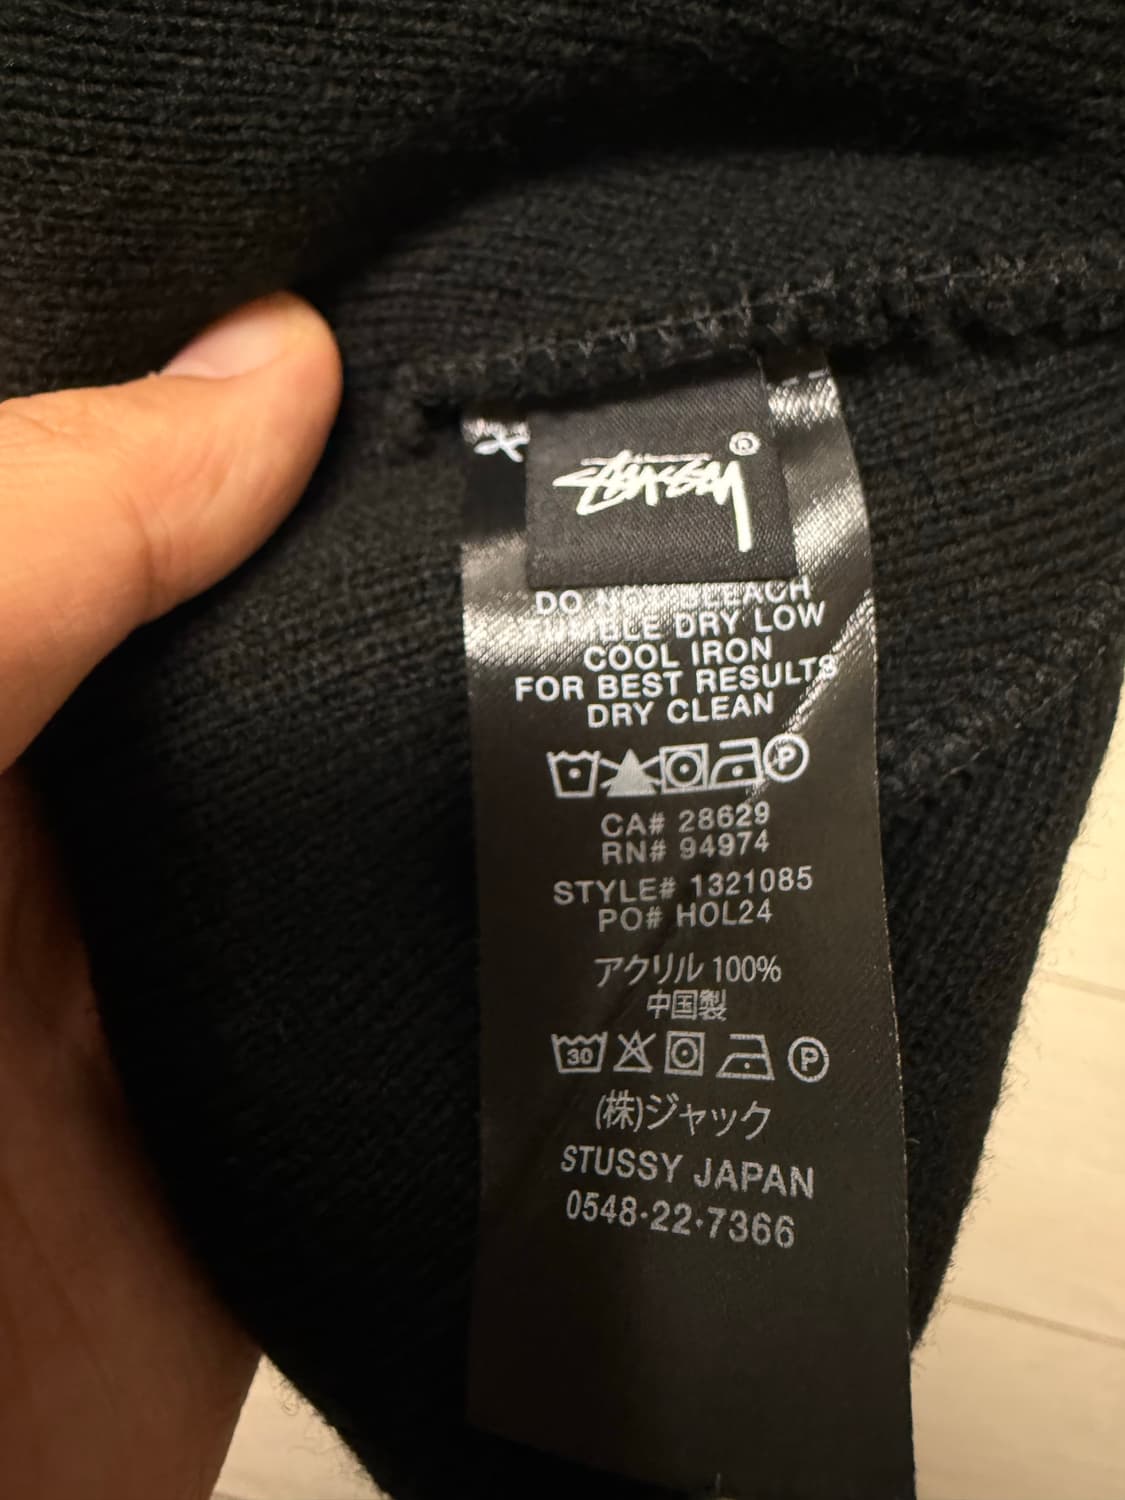 STÜSSY ®
DO NOT BLEACH
TUMBLE DRY LOW
COOL IRON
FOR BEST RESULTS
DRY CLEAN
P
CA# 28629
RN# 94974
STYLE# 1321085
PO# HOL24
アクリル 100%
中国製
30 P
(株)ジャック
STUSSY JAPAN
0548·22·7366